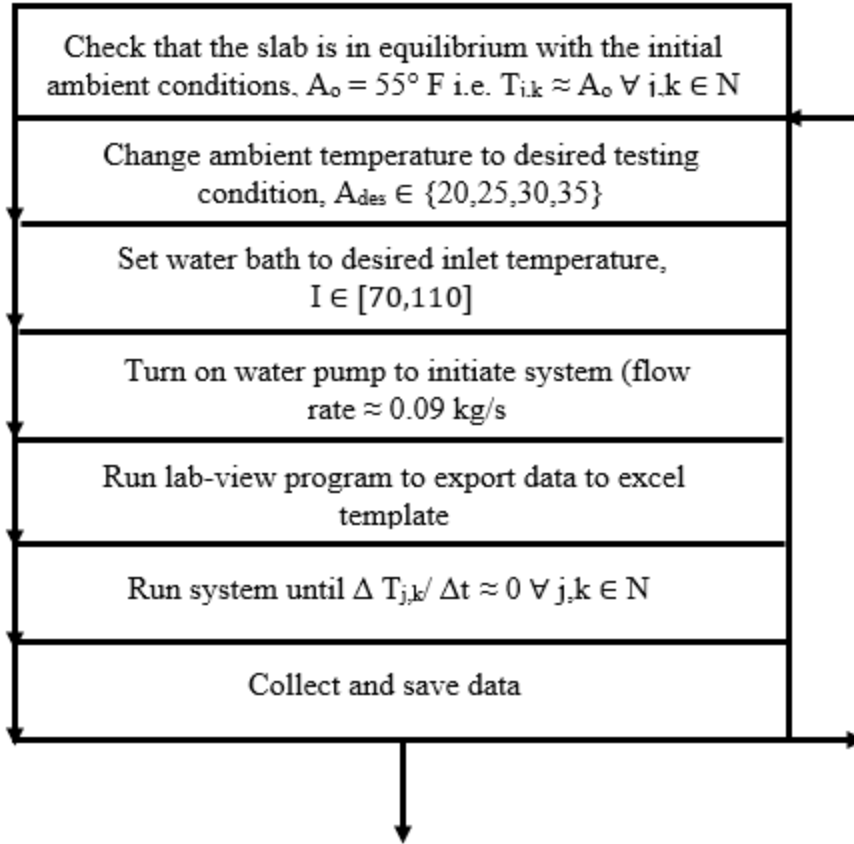 Check that the slab is in equilibrium with the initial
ambient conditions. Aₒ = 55° F i.e. Tᵢ.ₖ ≈ Aₒ ∀ i.k ∈ N
Change ambient temperature to desired testing
condition, A_des ∈ {20,25,30,35}
Set water bath to desired inlet temperature,
I ∈ [70,110]
Turn on water pump to initiate system (flow
rate ≈ 0.09 kg/s
Run lab-view program to export data to excel
template
Run system until Δ Tⱼ,ₖ/ Δt ≈ 0 ∀ j,k ∈ N
Collect and save data